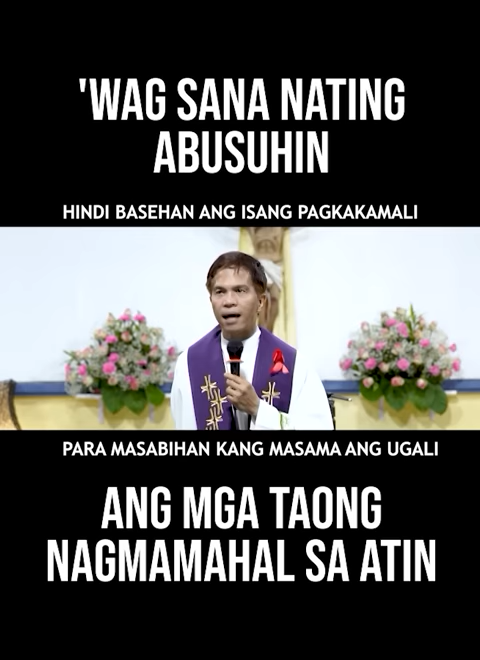 'WAG SANA NATING
ABUSUHIN
HINDI BASEHAN ANG ISANG PAGKAKAMALI
PARA MASABIHAN KANG MASAMA ANG UGALI
ANG MGA TAONG
NAGMAMAHAL SA ATIN